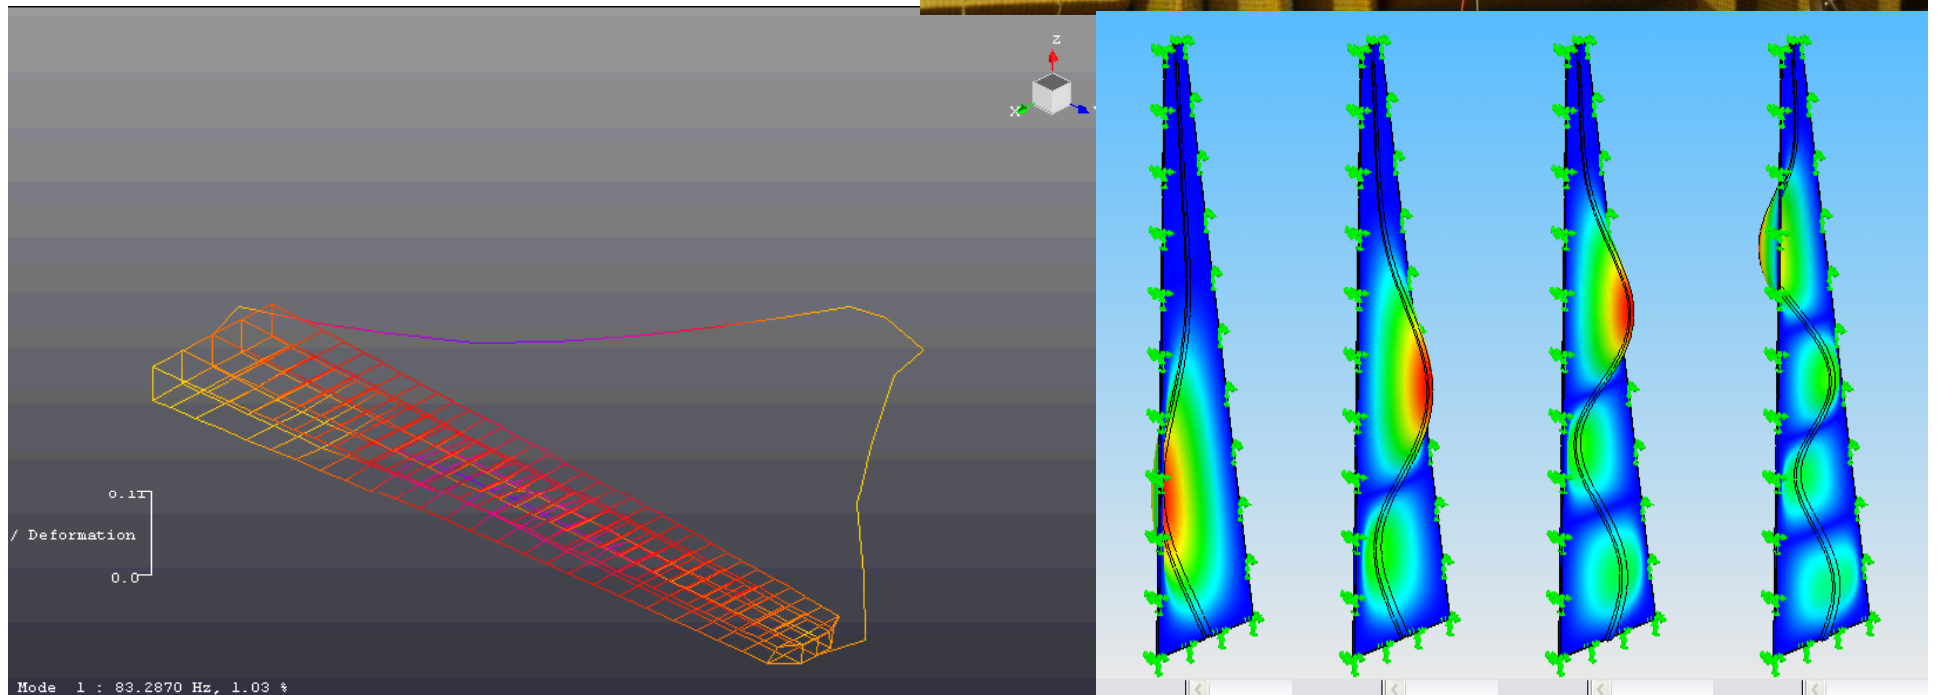 Z
X
0.11
/ Deformation
0.0
Mode 1 : 83.2870 Hz, 1.03 %